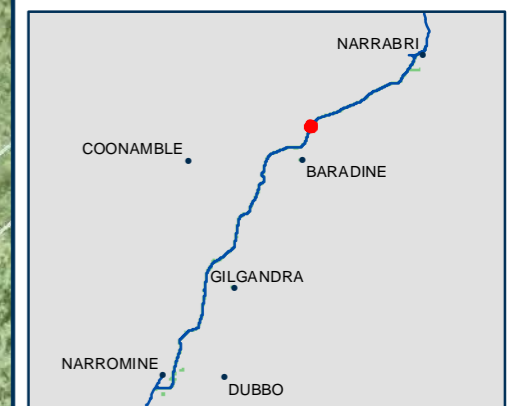 NARRABRI
COONAMBLE
BARADINE
GILGANDRA
NARROMINE
DUBBO